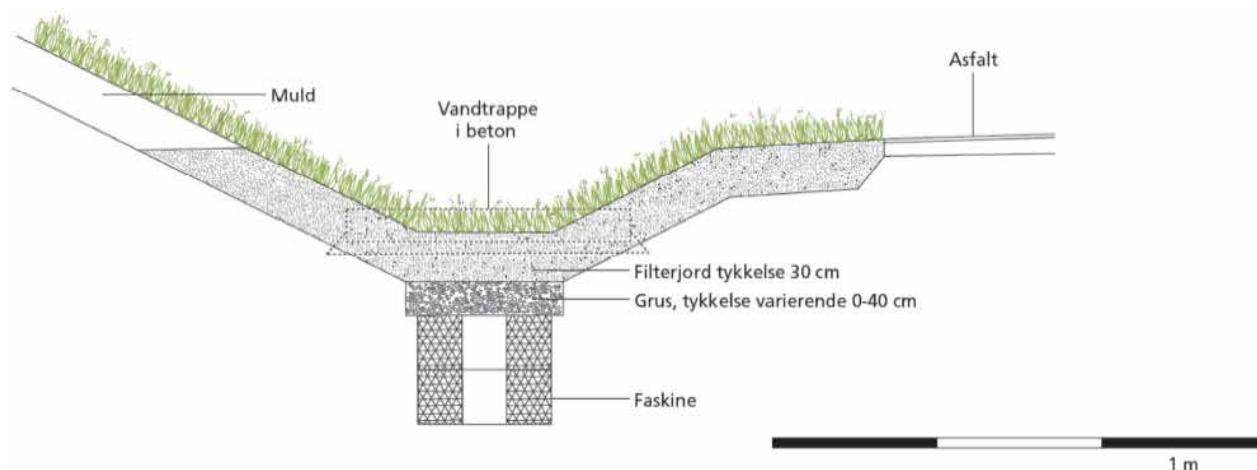 Asfalt
Muld
Vandtrappe
i beton
Filterjord tykkelse 30 cm
Grus, tykkelse varierende 0-40 cm
Faskine
1 m